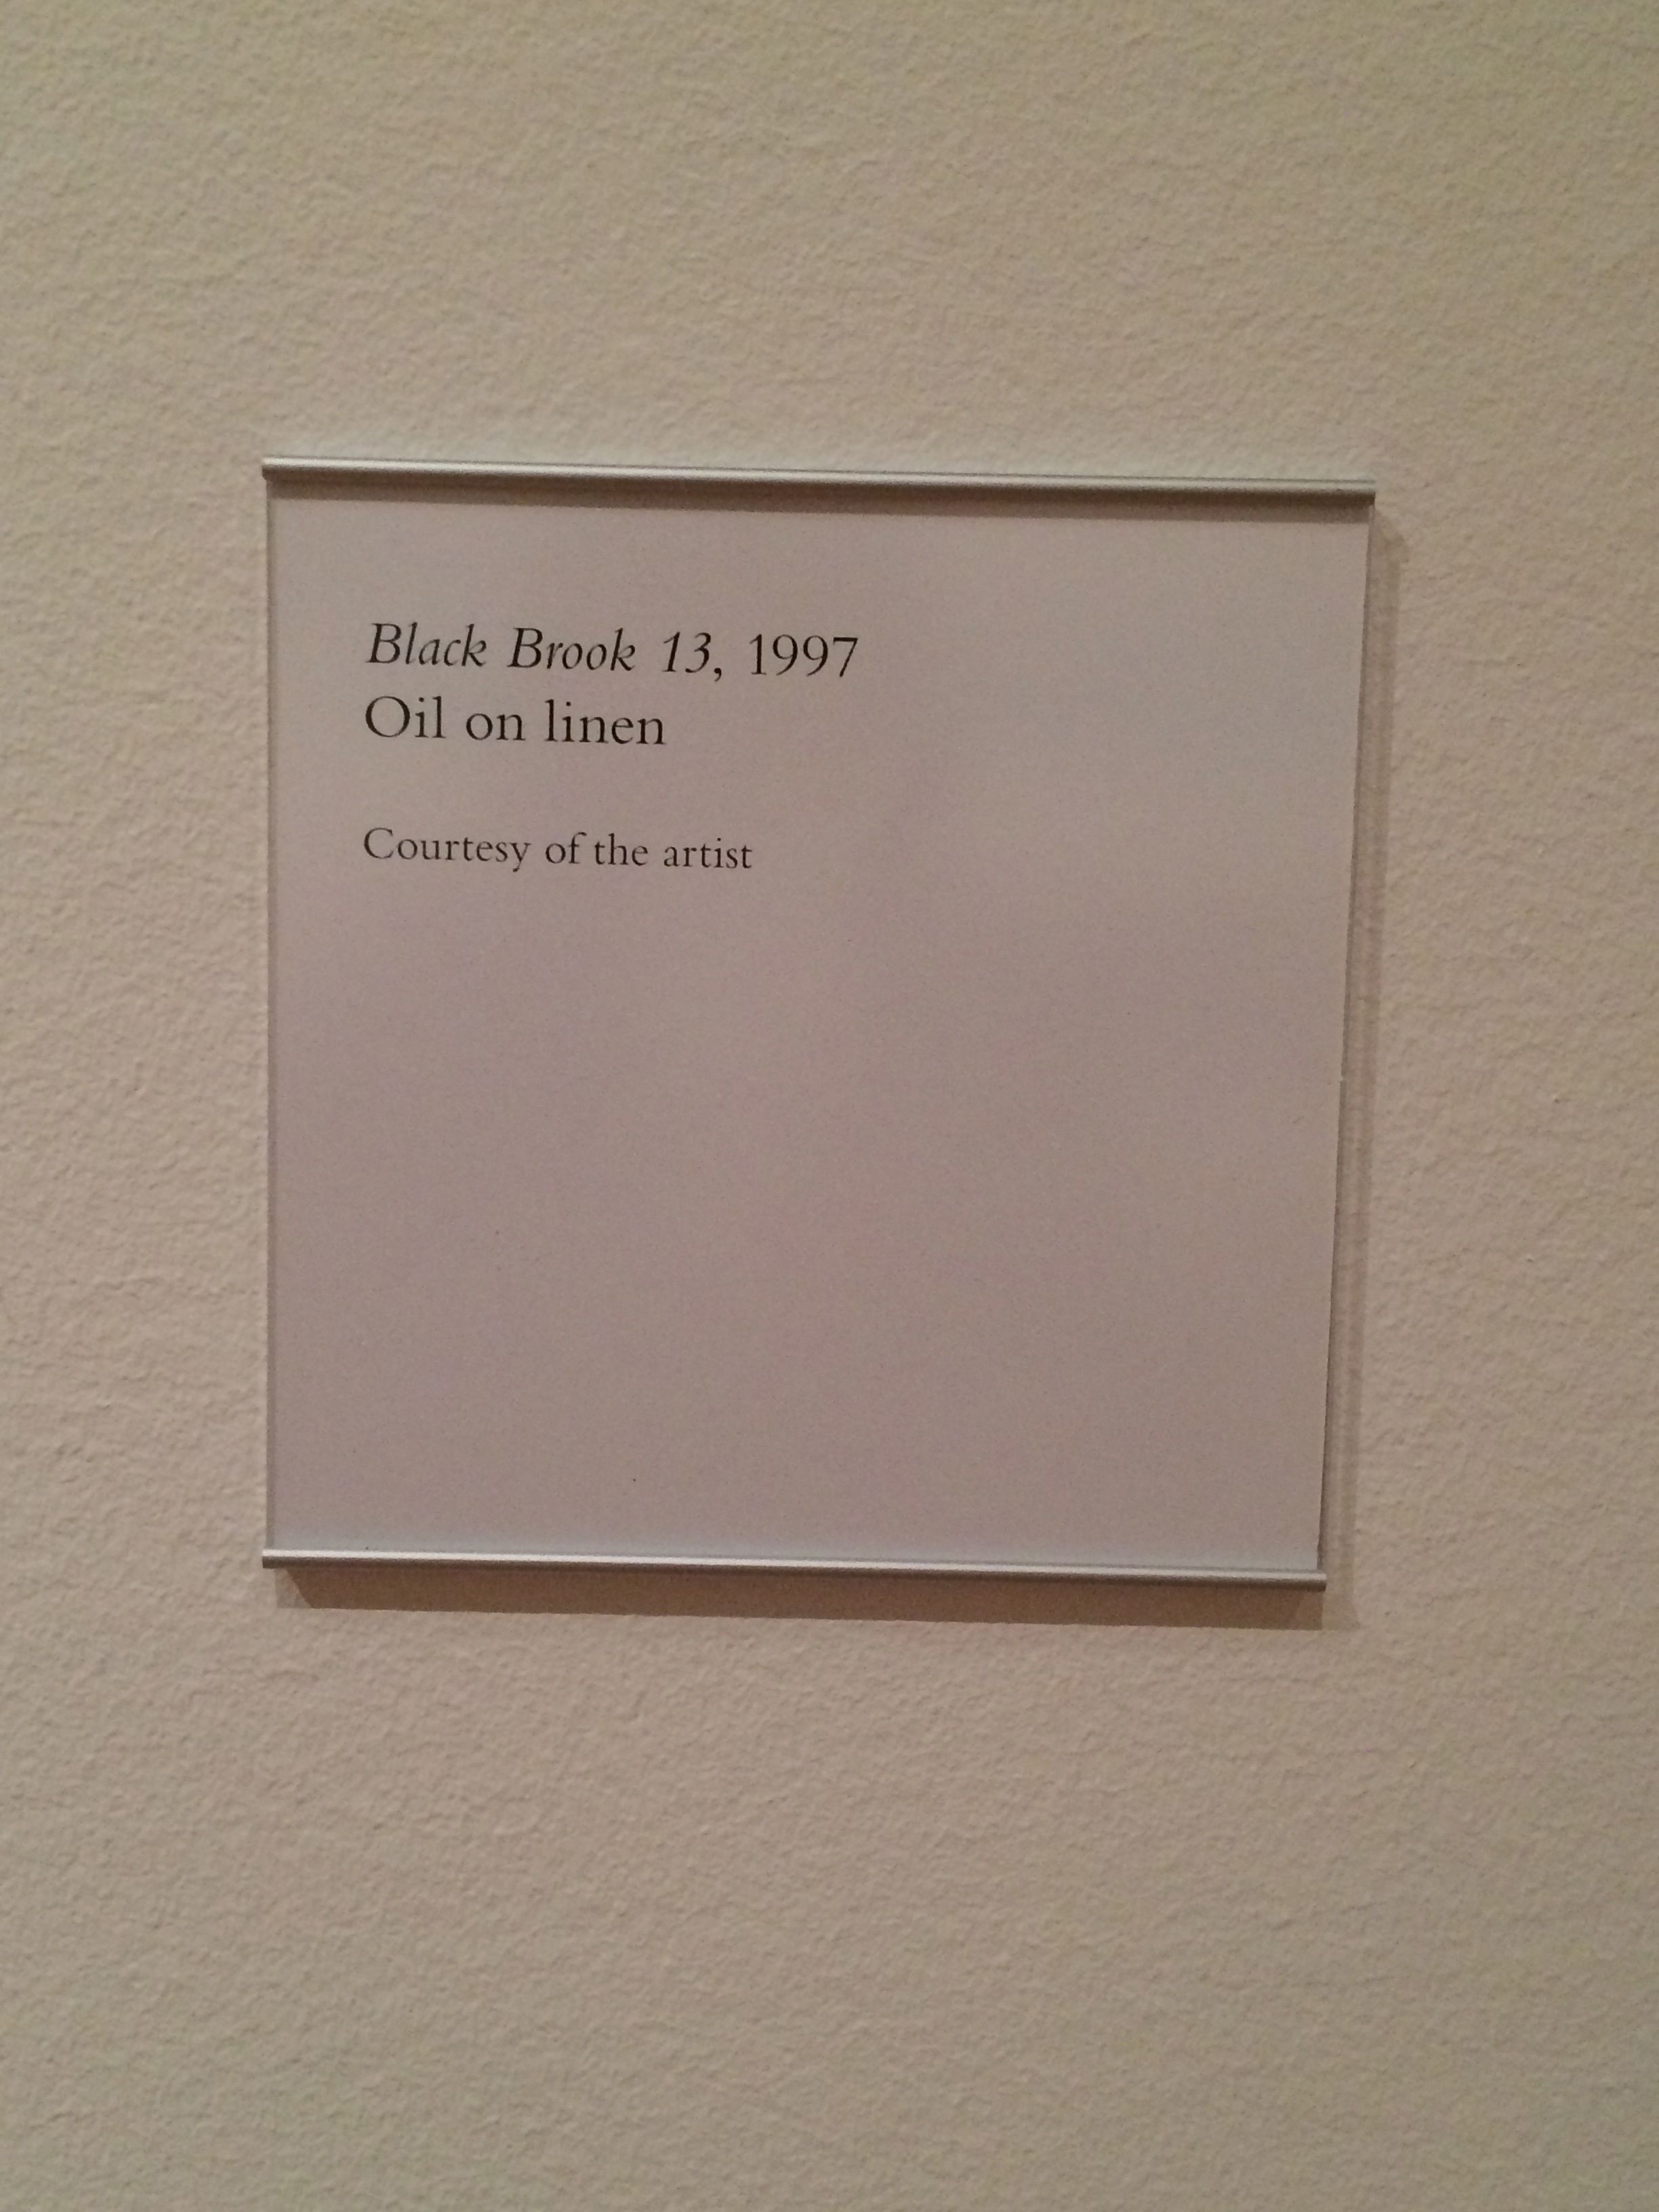 Black Brook 13, 1997
Oil on linen
Courtesy of the artist